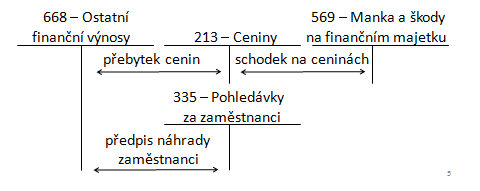 668 – Ostatní
finanční výnosy
213 – Ceniny
569 – Manka a škody
na finančním majetku
přebytek cenin
schodek na ceninách
335 – Pohledávky
za zaměstnanci
předpis náhrady
zaměstnanci
5